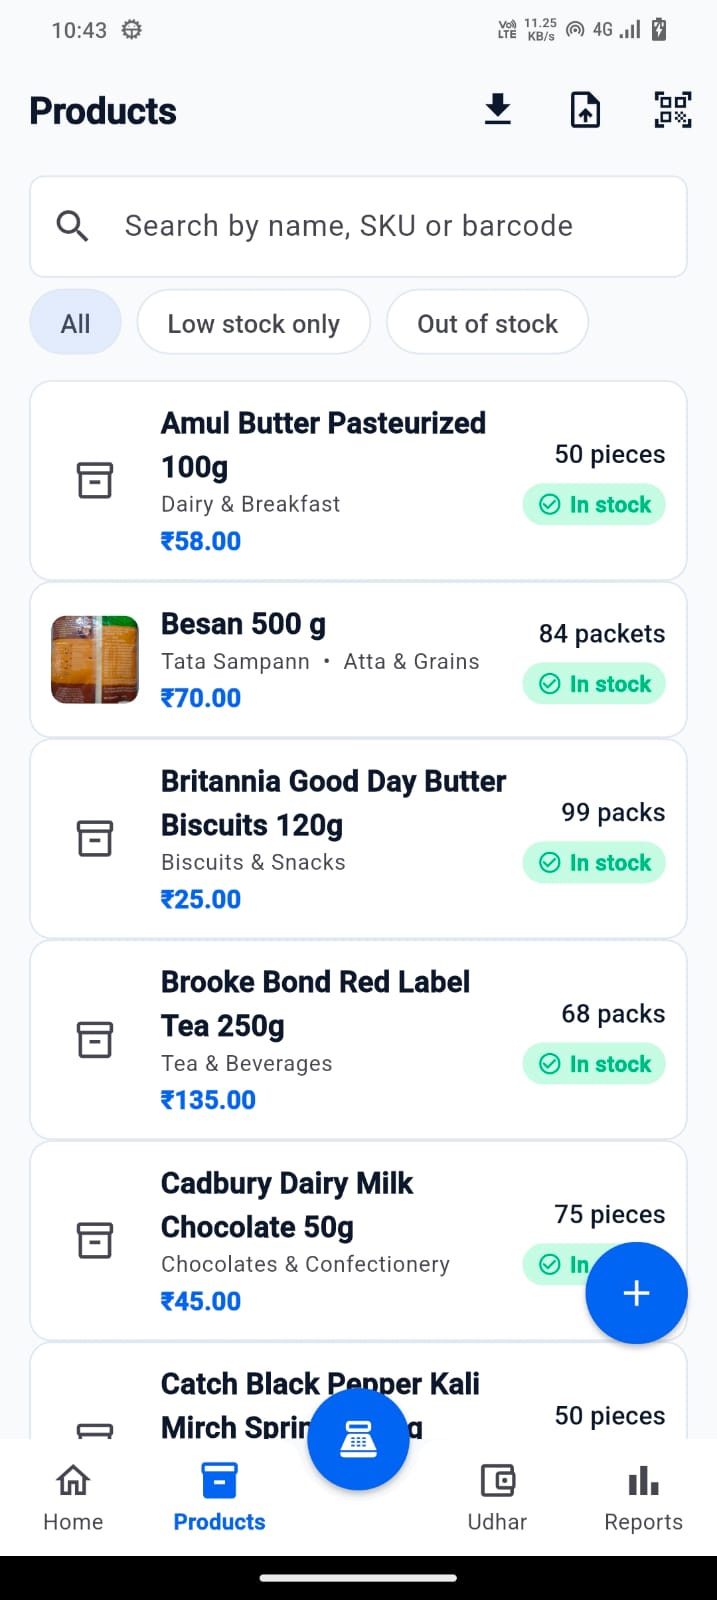 10:43
Vo) LTE 11.25 KB/s 4G
Products
Search by name, SKU or barcode
All Low stock only Out of stock
Amul Butter Pasteurized
100g
50 pieces
Dairy & Breakfast
In stock
₹58.00
Besan 500 g
84 packets
Tata Sampann • Atta & Grains
In stock
₹70.00
Britannia Good Day Butter
Biscuits 120g
99 packs
Biscuits & Snacks
In stock
₹25.00
Brooke Bond Red Label
Tea 250g
68 packs
Tea & Beverages
In stock
₹135.00
Cadbury Dairy Milk
Chocolate 50g
75 pieces
Chocolates & Confectionery
In
₹45.00
Catch Black Pepper Kali
Mirch
50 pieces
Home Products Udhar Reports